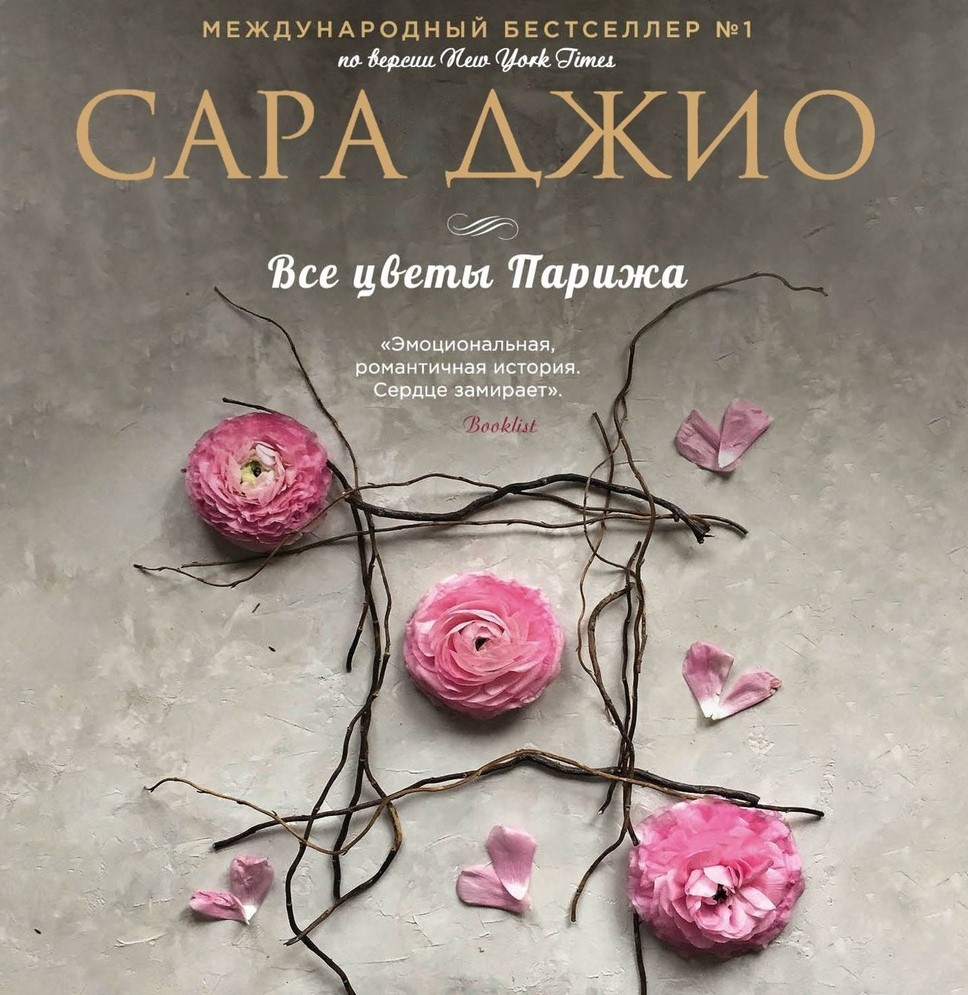 МЕЖДУНАРОДНЫЙ БЕСТСЕЛЛЕР №1
по версии New York Times
САРА ДЖИО
Все цветы Парижа
«Эмоциональная,
романтичная история.
Сердце замирает».
Booklist